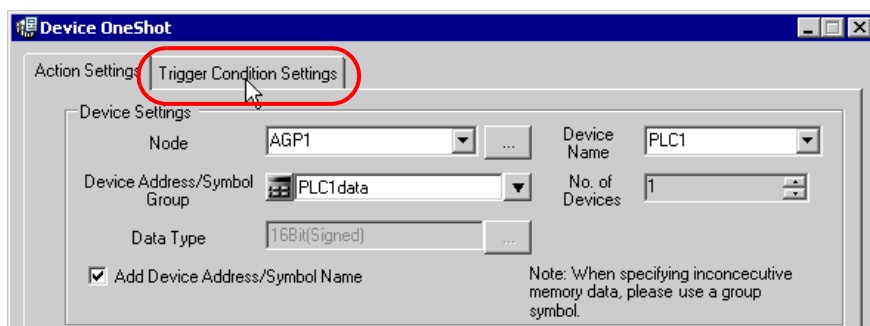 Device OneShot
Action Settings
Trigger Condition Settings
Device Settings
Node
AGP1
...
Device
Name
PLC1
Device Address/Symbol
Group
PLC1data
No. of
Devices
1
Data Type
16Bit(Signed)
...
Add Device Address/Symbol Name
Note: When specifying inconcecutive
memory data, please use a group
symbol.